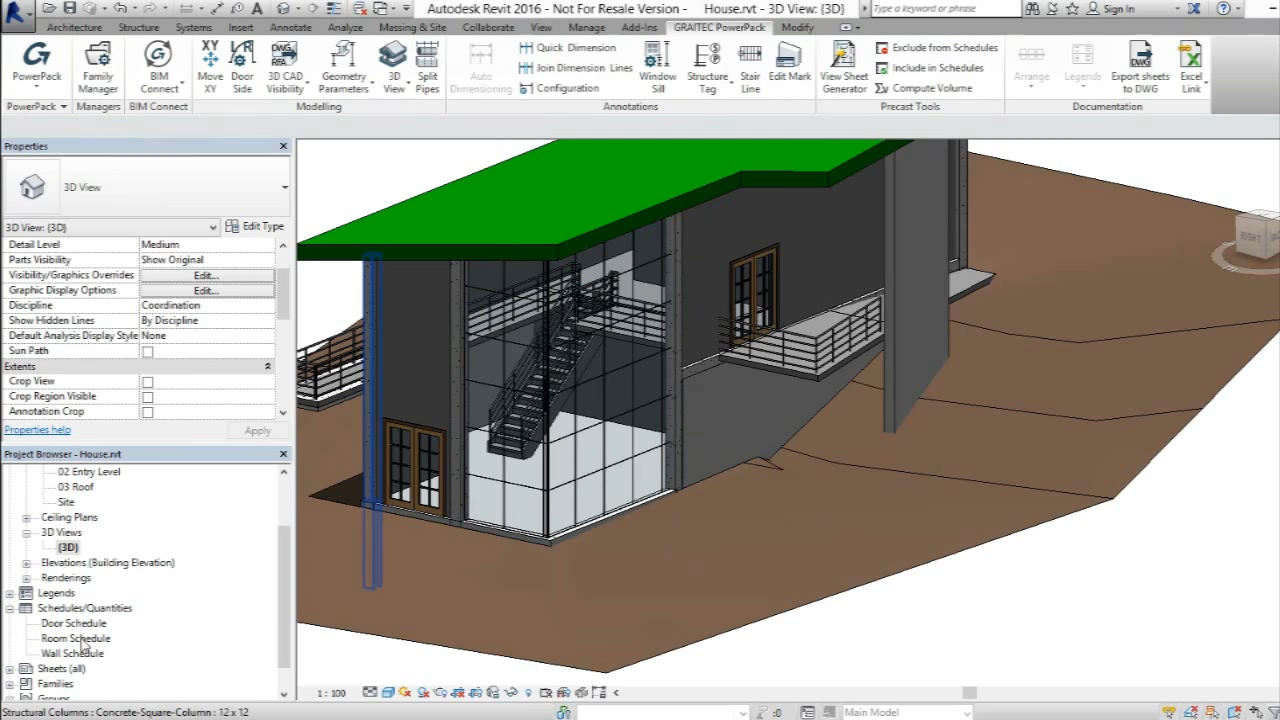 Autodesk Revit 2016 - Not For Resale Version - House.rvt - 3D View: {3D}
Type a keyword or phrase
Sign In
Architecture Structure Systems Insert Annotate Analyze Massing & Site Collaborate View Manage Add-Ins GRAITEC PowerPack Modify
PowerPack
Family Manager
BIM Connect
Move XY
Door Side
3D CAD Visibility
Geometry Parameters
3D View
Split Pipes
Auto Dimensioning
Quick Dimension
Join Dimension Lines
Configuration
Window Sill
Structure Tag
Stair Line
Edit Mark
View Sheet Generator
Exclude from Schedules
Include in Schedules
Compute Volume
Arrange
Legends
Export sheets to DWG
Excel Link
PowerPack Managers BIM Connect Modelling Annotations Precast Tools Documentation
Properties
3D View
3D View: {3D} Edit Type
Detail Level Medium
Parts Visibility Show Original
Visibility/Graphics Overrides Edit...
Graphic Display Options Edit...
Discipline Coordination
Show Hidden Lines By Discipline
Default Analysis Display Style None
Sun Path
Extents
Crop View
Crop Region Visible
Annotation Crop
Properties help Apply
Project Browser - House.rvt
02 Entry Level
03 Roof
Site
Ceiling Plans
3D Views
{3D}
Elevations (Building Elevation)
Renderings
Legends
Schedules/Quantities
Door Schedule
Room Schedule
Wall Schedule
Sheets (all)
Families
Groups
1 : 100
Structural Columns : Concrete-Square-Column : 12 x 12
:0
Main Model